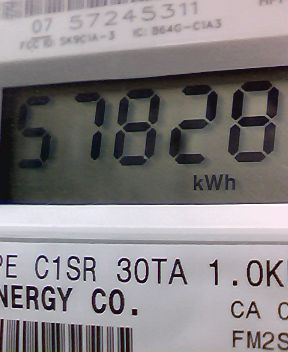 07 57245311
FCC ID: SK9C1A-3 IC: 864G-C1A3
57828
kWh
PE C1SR 30TA 1.0K
NERGY CO.
CA 0
FM2S